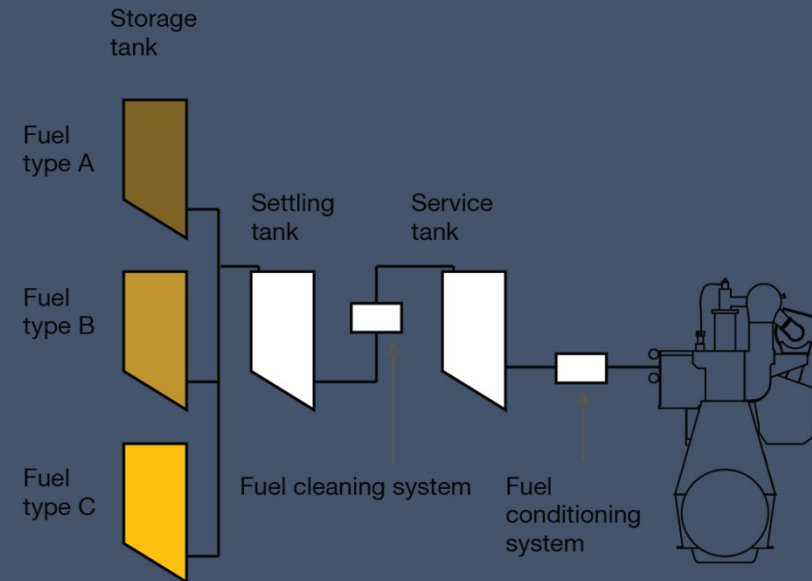 Storage
tank
Fuel
type A
Settling
tank
Service
tank
Fuel
type B
Fuel
type C
Fuel cleaning system
Fuel
conditioning
system